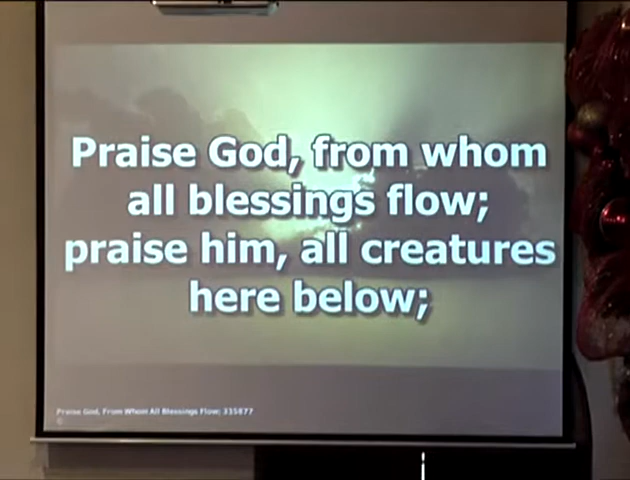 Praise God, from whom
all blessings flow;
praise him, all creatures
here below;
Praise God, From Whom All Blessings Flow; 335877
©